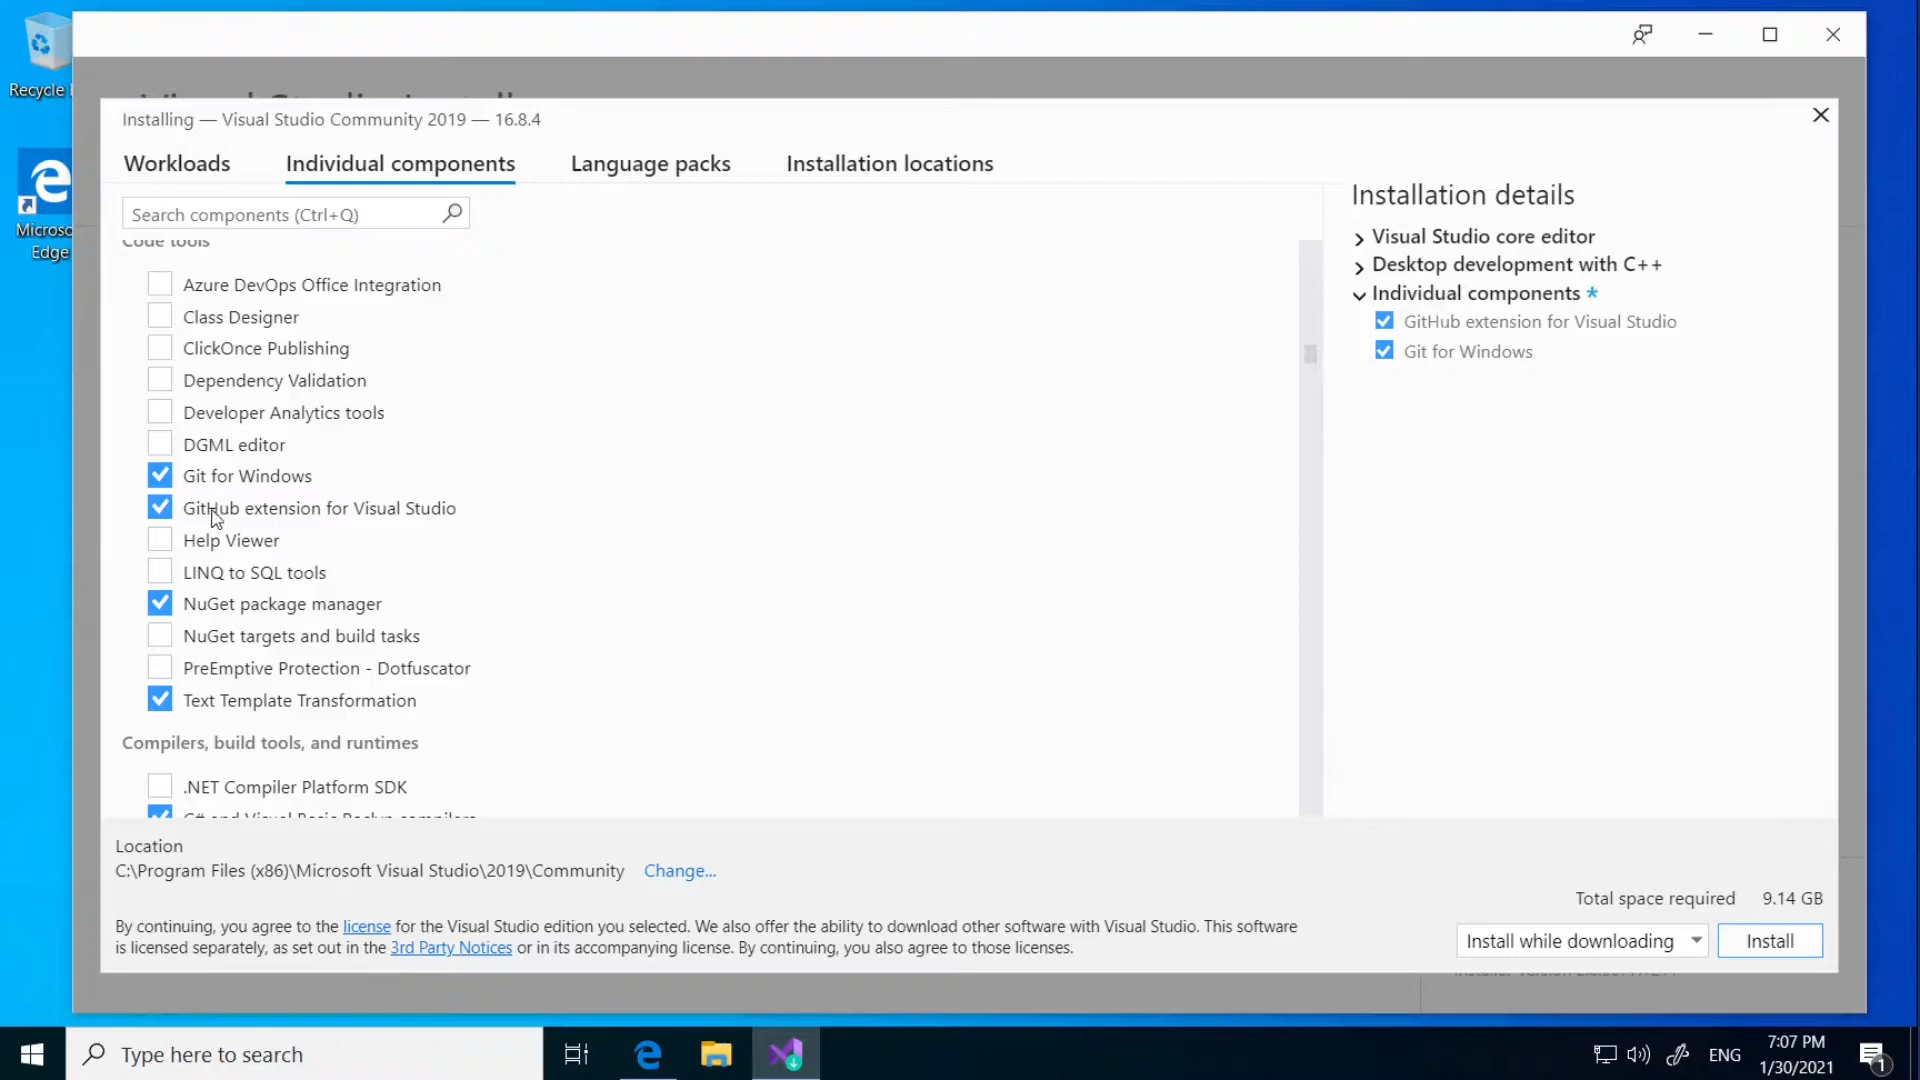 Recycle
Microso
Edge
Installing — Visual Studio Community 2019 — 16.8.4
Workloads
Individual components
Language packs
Installation locations
Search components (Ctrl+Q)
Code tools
Azure DevOps Office Integration
Class Designer
ClickOnce Publishing
Dependency Validation
Developer Analytics tools
DGML editor
Git for Windows
GitHub extension for Visual Studio
Help Viewer
LINQ to SQL tools
NuGet package manager
NuGet targets and build tasks
PreEmptive Protection - Dotfuscator
Text Template Transformation
Compilers, build tools, and runtimes
.NET Compiler Platform SDK
C# and Visual Basic Roslyn compilers
Installation details
Visual Studio core editor
Desktop development with C++
Individual components *
GitHub extension for Visual Studio
Git for Windows
Location
C:\Program Files (x86)\Microsoft Visual Studio\2019\Community Change...
Total space required 9.14 GB
By continuing, you agree to the license for the Visual Studio edition you selected. We also offer the ability to download other software with Visual Studio. This software
is licensed separately, as set out in the 3rd Party Notices or in its accompanying license. By continuing, you also agree to those licenses.
Install while downloading
Install
Type here to search
ENG
7:07 PM
1/30/2021
1